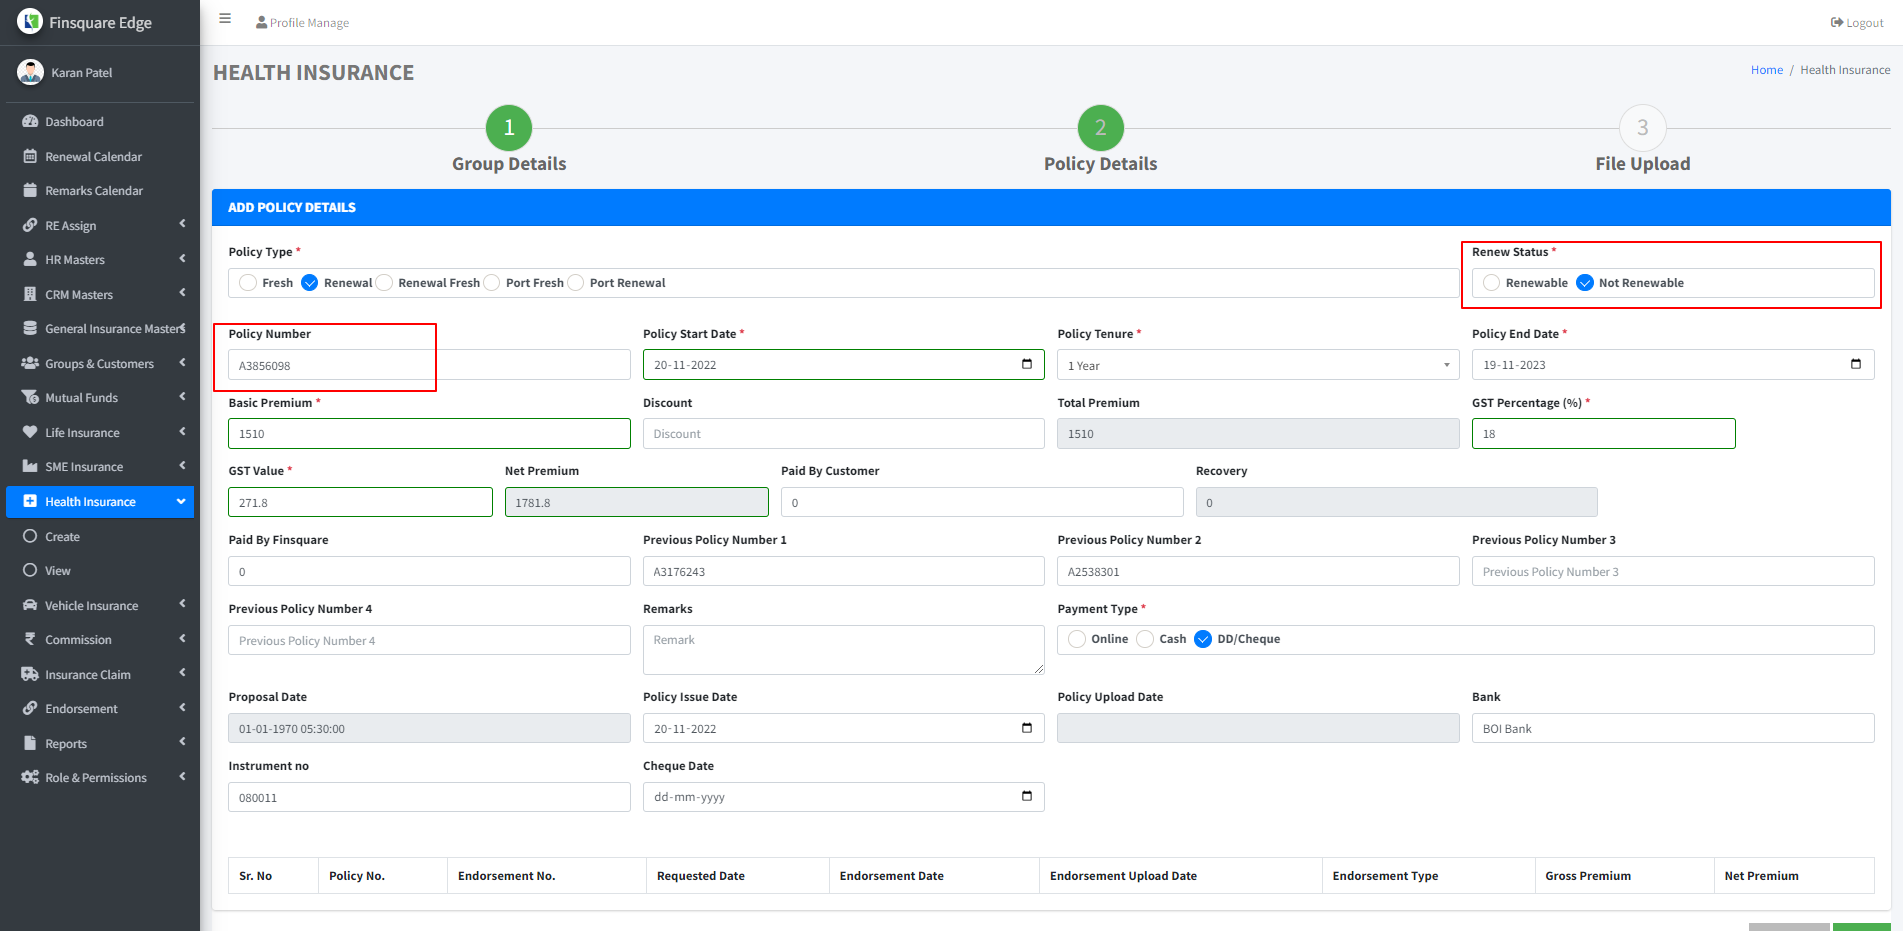 Finsquare Edge
Profile Manage
Logout
Karan Patel
Dashboard
Renewal Calendar
Remarks Calendar
RE Assign
HR Masters
CRM Masters
General Insurance Masters
Groups & Customers
Mutual Funds
Life Insurance
SME Insurance
Health Insurance
Create
View
Vehicle Insurance
Commission
Insurance Claim
Endorsement
Reports
Role & Permissions
HEALTH INSURANCE
Home / Health Insurance
1 2 3
Group Details Policy Details File Upload
ADD POLICY DETAILS
Policy Type * Renew Status *
Fresh Renewal Renewal Fresh Port Fresh Port Renewal Renewable Not Renewable
Policy Number Policy Start Date * Policy Tenure * Policy End Date *
A3856098 20-11-2022 1 Year 19-11-2023
Basic Premium * Discount Total Premium GST Percentage (%) *
1510 Discount 1510 18
GST Value * Net Premium Paid By Customer Recovery
271.8 1781.8 0 0
Paid By Finsquare Previous Policy Number 1 Previous Policy Number 2 Previous Policy Number 3
0 A3176243 A2538301 Previous Policy Number 3
Previous Policy Number 4 Remarks Payment Type *
Previous Policy Number 4 Remark Online Cash DD/Cheque
Proposal Date Policy Issue Date Policy Upload Date Bank
01-01-1970 05:30:00 20-11-2022 BOI Bank
Instrument no Cheque Date
080011 dd-mm-yyyy
Sr. No Policy No. Endorsement No. Requested Date Endorsement Date Endorsement Upload Date Endorsement Type Gross Premium Net Premium